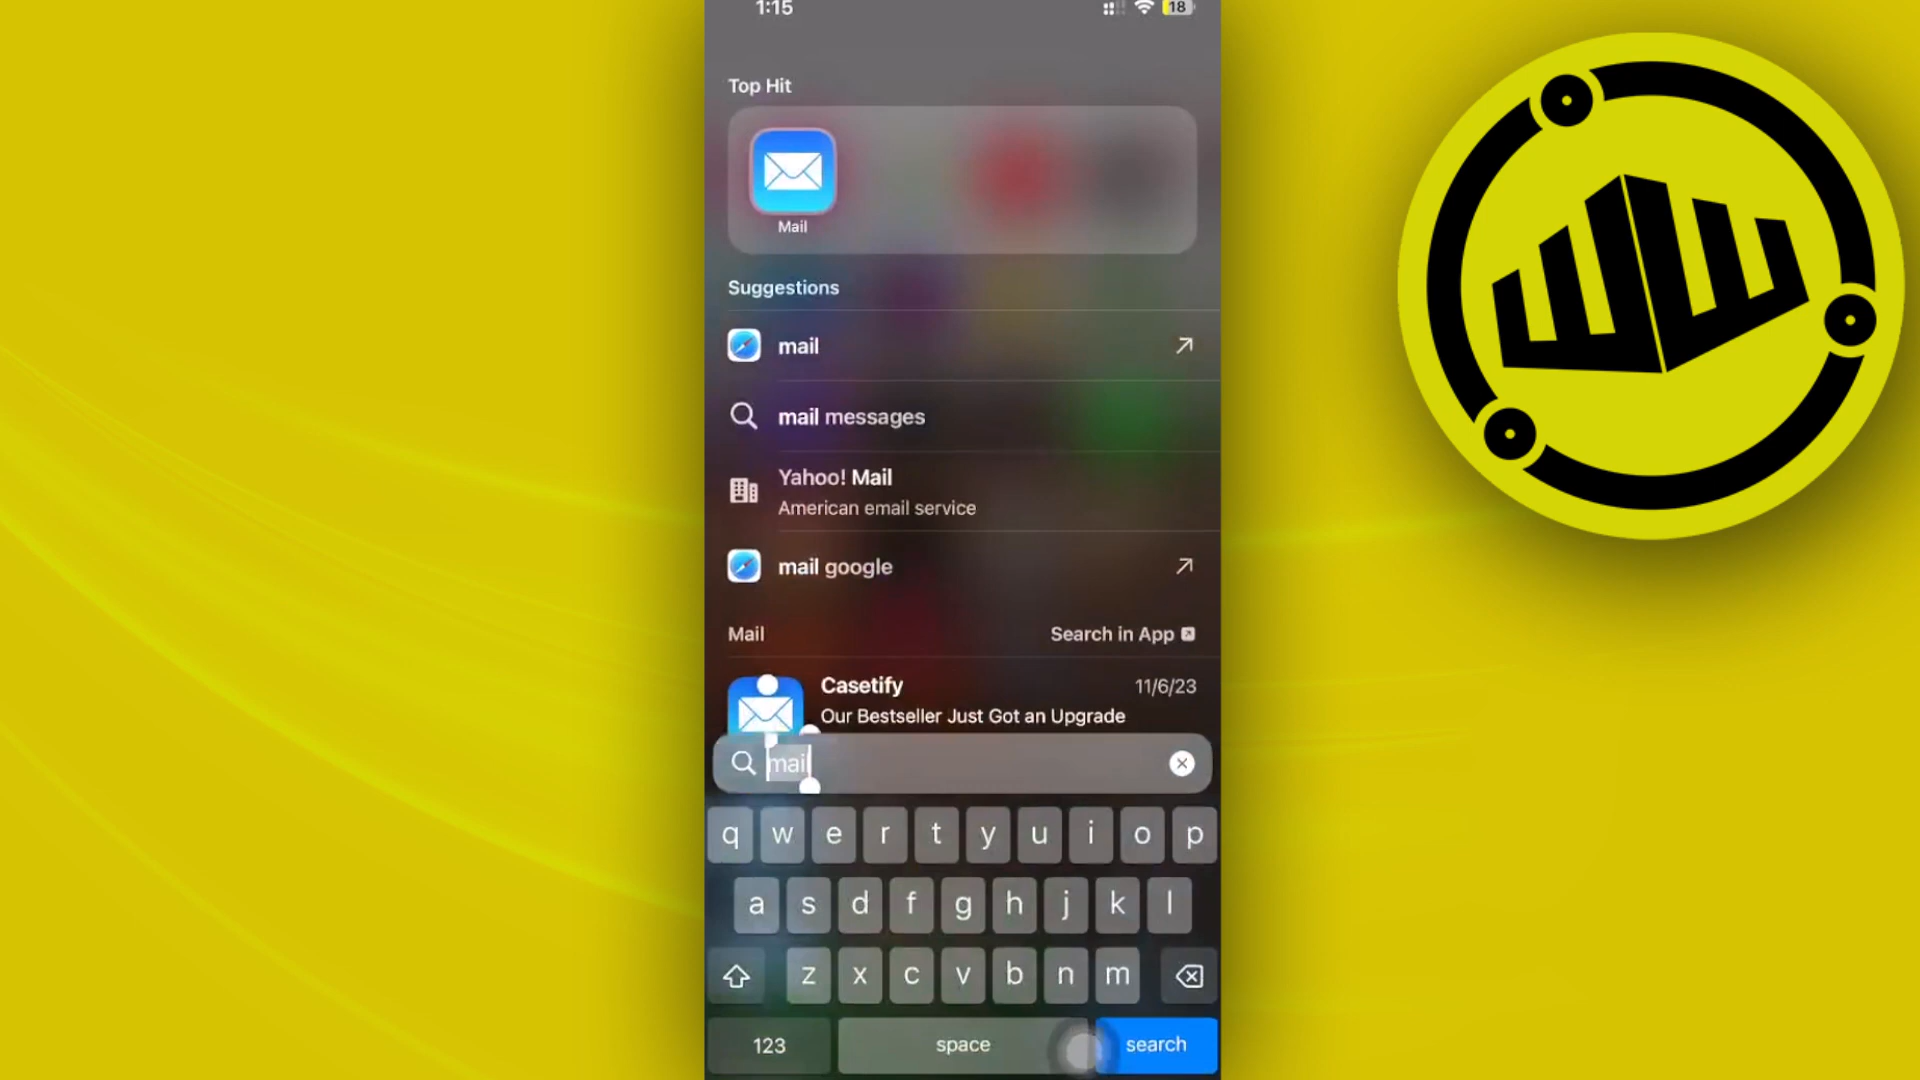 1:15
18
Top Hit
Mail
Suggestions
mail
mail messages
Yahoo! Mail
American email service
mail google
Mail
Search in App
Casetify
11/6/23
Our Bestseller Just Got an Upgrade
mail
q w e r t y u i o p
a s d f g h j k l
z x c v b n m
123
space
search